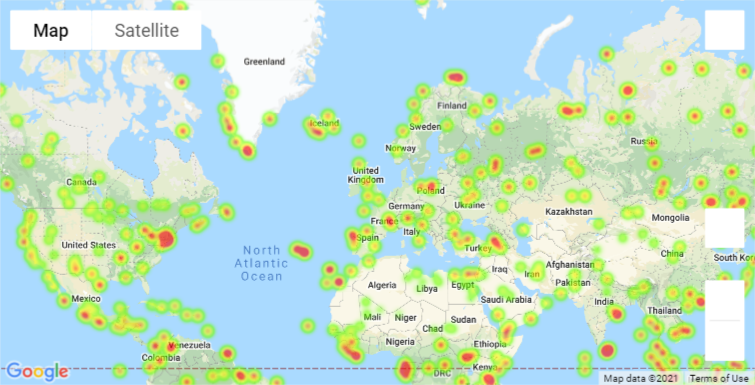 Map
Satellite
Greenland
Iceland
Finland
Sweden
Norway
Russia
Canada
United
Kingdom
Poland
Germany
Ukraine
Kazakhstan
Mongolia
France
Italy
Spain
Turkey
United States
North
Atlantic
Ocean
Afghanistan
China
South Kor
Iraq
Iran
Pakistan
Algeria
Libya
Egypt
Saudi Arabia
India
Mexico
Mali
Niger
Sudan
Chad
Thailand
Nigeria
Ethiopia
Venezuela
Colombia
Kenya
DRC
Google
Map data ©2021
Terms of Use